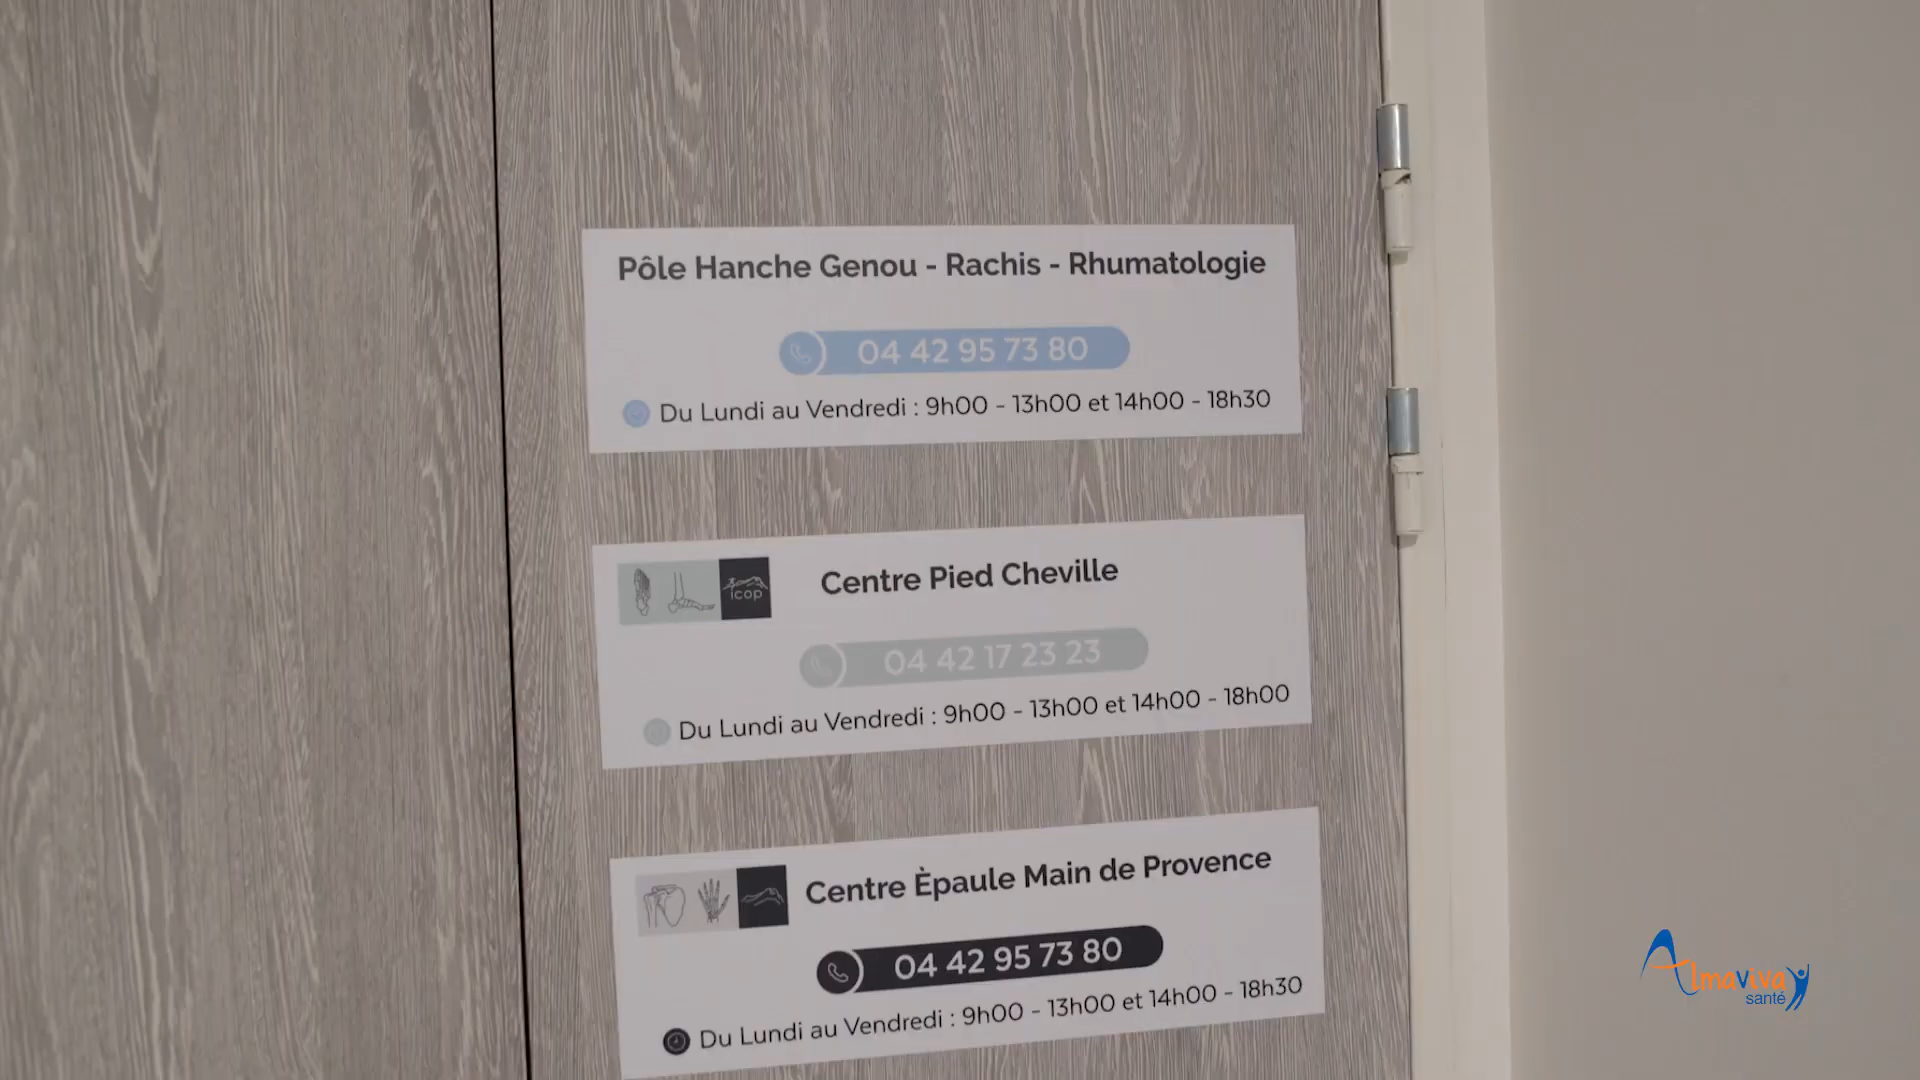 Pôle Hanche Genou - Rachis - Rhumatologie
04 42 95 73 80
Du Lundi au Vendredi : 9h00 - 13h00 et 14h00 - 18h30
icop
Centre Pied Cheville
04 42 17 23 23
Du Lundi au Vendredi : 9h00 - 13h00 et 14h00 - 18h00
Centre Èpaule Main de Provence
04 42 95 73 80
Du Lundi au Vendredi : 9h00 - 13h00 et 14h00 - 18h30
Almaviva
santé